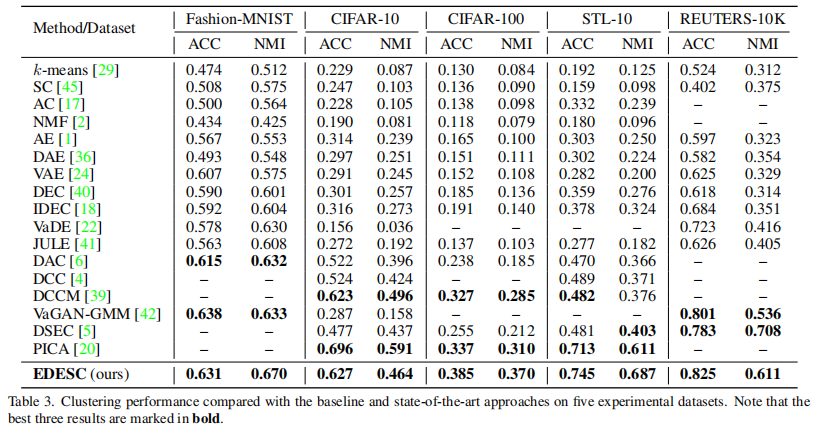 Method/Dataset Fashion-MNIST CIFAR-10 CIFAR-100 STL-10 REUTERS-10K
ACC NMI ACC NMI ACC NMI ACC NMI ACC NMI
k-means [29] 0.474 0.512 0.229 0.087 0.130 0.084 0.192 0.125 0.524 0.312
SC [45] 0.508 0.575 0.247 0.103 0.136 0.090 0.159 0.098 0.402 0.375
AC [17] 0.500 0.564 0.228 0.105 0.138 0.098 0.332 0.239 – –
NMF [2] 0.434 0.425 0.190 0.081 0.118 0.079 0.180 0.096 – –
AE [1] 0.567 0.553 0.314 0.239 0.165 0.100 0.303 0.250 0.597 0.323
DAE [36] 0.493 0.548 0.297 0.251 0.151 0.111 0.302 0.224 0.582 0.354
VAE [24] 0.607 0.575 0.291 0.245 0.152 0.108 0.282 0.200 0.625 0.329
DEC [40] 0.590 0.601 0.301 0.257 0.185 0.136 0.359 0.276 0.618 0.314
IDEC [18] 0.592 0.604 0.316 0.273 0.191 0.140 0.378 0.324 0.684 0.351
VaDE [22] 0.578 0.630 0.156 0.036 – – – – 0.723 0.416
JULE [41] 0.563 0.608 0.272 0.192 0.137 0.103 0.277 0.182 0.626 0.405
DAC [6] 0.615 0.632 0.522 0.396 0.238 0.185 0.470 0.366 – –
DCC [4] – – 0.524 0.424 – – 0.489 0.371 – –
DCCM [39] – – 0.623 0.496 0.327 0.285 0.482 0.376 – –
VaGAN-GMM [42] 0.638 0.633 0.287 0.158 – – – – 0.801 0.536
DSEC [5] – – 0.477 0.437 0.255 0.212 0.481 0.403 0.783 0.708
PICA [20] – – 0.696 0.591 0.337 0.310 0.713 0.611 – –
EDESC (ours) 0.631 0.670 0.627 0.464 0.385 0.370 0.745 0.687 0.825 0.611
Table 3. Clustering performance compared with the baseline and state-of-the-art approaches on five experimental datasets. Note that the
best three results are marked in bold.